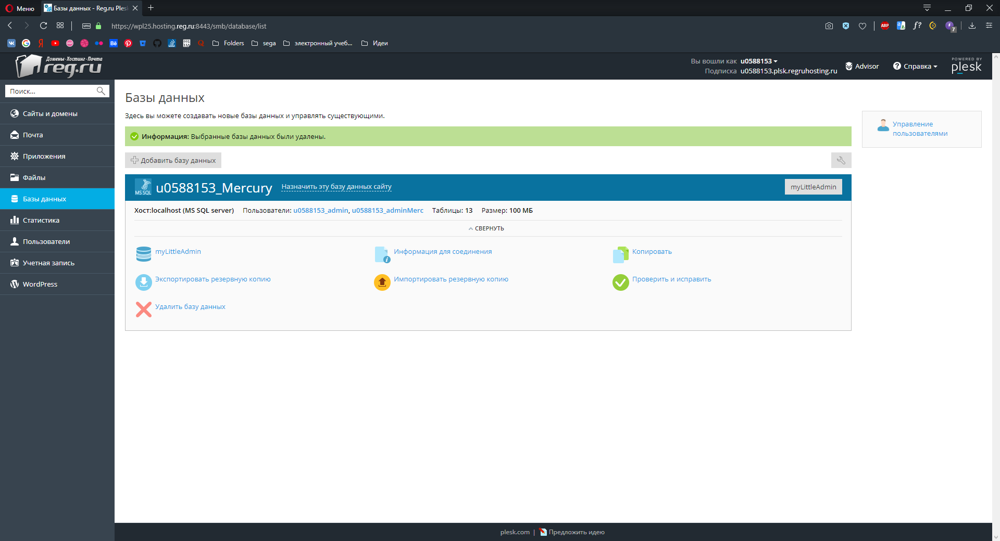 Меню
Базы данных - Reg.ru Ples
VPN
https://wpl25.hosting.reg.ru:8443/smb/database/list
ABP
f?
7
Bē
Folders
sega
электронный учеб...
Идеи
Домены·Хостинг·Почта
reg.ru
Вы вошли как u0588153
Подписка u0588153.plsk.regruhosting.ru
Advisor
Справка
POWERED BY
plesk
Поиск...
Сайты и домены
Почта
Приложения
Файлы
Базы данных
Статистика
Пользователи
Учетная запись
WordPress
Базы данных
Здесь вы можете создавать новые базы данных и управлять существующими.
Информация: Выбранные базы данных были удалены.
Добавить базу данных
MS SQL
u0588153_Mercury
Назначить эту базу данных сайту
myLittleAdmin
Хост:localhost (MS SQL server) Пользователи: u0588153_admin, u0588153_adminMerc Таблицы: 13 Размер: 100 МБ
СВЕРНУТЬ
myLittleAdmin
Информация для соединения
Копировать
Экспортировать резервную копию
Импортировать резервную копию
Проверить и исправить
Удалить базу данных
Управление
пользователями
plesk.com | Предложить идею